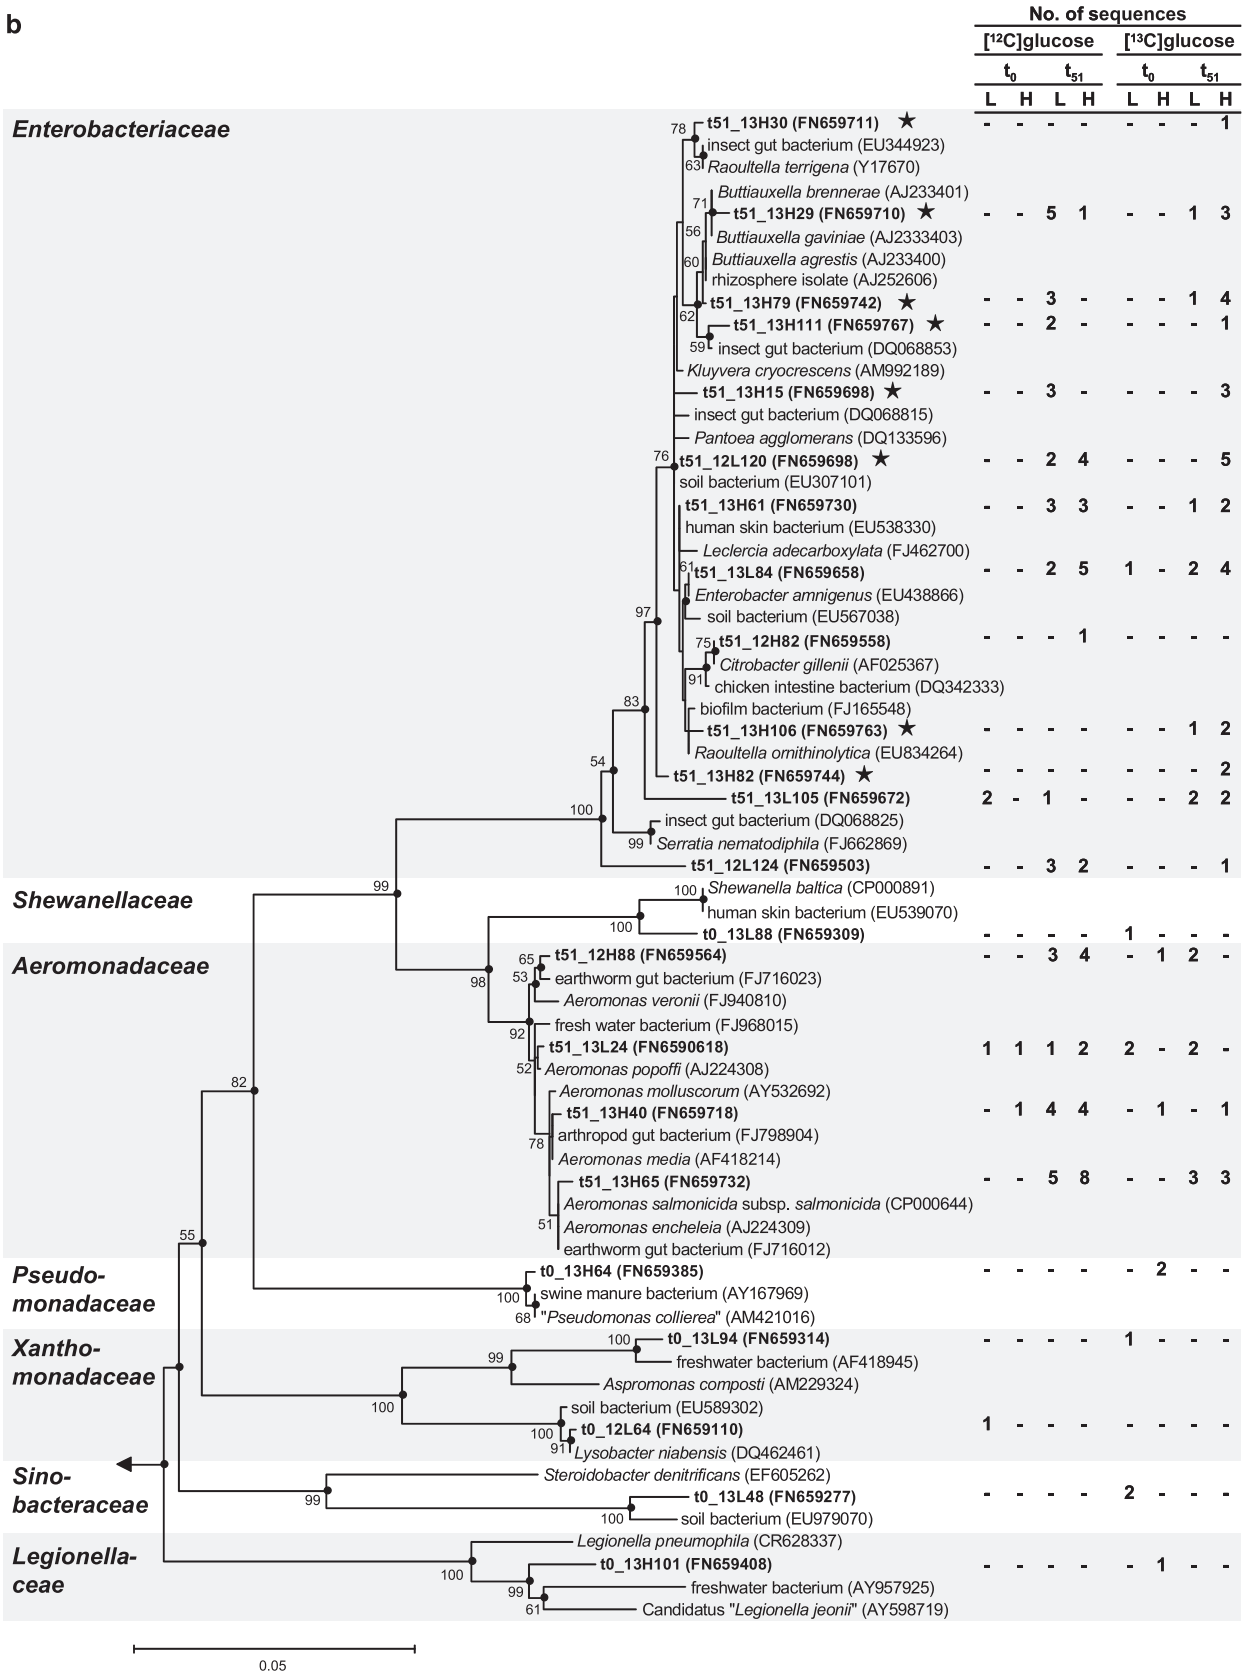 b
No. of sequences
[¹²C]glucose [¹³C]glucose
t₀ t₅₁ t₀ t₅₁
L H L H L H L H
Enterobacteriaceae
78
t51_13H30 (FN659711) ★ - - - - - - - 1
insect gut bacterium (EU344923)
63
Raoultella terrigena (Y17670)
Buttiauxella brennerae (AJ233401)
71
t51_13H29 (FN659710) ★ - - 5 1 - - 1 3
56
Buttiauxella gaviniae (AJ2333403)
60
Buttiauxella agrestis (AJ233400)
rhizosphere isolate (AJ252606)
t51_13H79 (FN659742) ★ - - 3 - - - 1 4
62
t51_13H111 (FN659767) ★ - - 2 - - - - 1
59
insect gut bacterium (DQ068853)
Kluyvera cryocrescens (AM992189)
t51_13H15 (FN659698) ★ - - 3 - - - - 3
insect gut bacterium (DQ068815)
Pantoea agglomerans (DQ133596)
76
t51_12L120 (FN659698) ★ - - 2 4 - - - 5
soil bacterium (EU307101)
t51_13H61 (FN659730) - - 3 3 - - 1 2
human skin bacterium (EU538330)
Leclercia adecarboxylata (FJ462700)
61
t51_13L84 (FN659658) - - 2 5 1 - 2 4
Enterobacter amnigenus (EU438866)
97
soil bacterium (EU567038)
75
t51_12H82 (FN659558) - - - 1 - - - -
Citrobacter gillenii (AF025367)
91
chicken intestine bacterium (DQ342333)
83
biofilm bacterium (FJ165548)
t51_13H106 (FN659763) ★ - - - - - - 1 2
Raoultella ornithinolytica (EU834264)
54
t51_13H82 (FN659744) ★ - - - - - - - 2
t51_13L105 (FN659672) 2 - 1 - - - 2 2
100
insect gut bacterium (DQ068825)
99
Serratia nematodiphila (FJ662869)
t51_12L124 (FN659503) - - 3 2 - - - 1
99
Shewanellaceae
100
Shewanella baltica (CP000891)
human skin bacterium (EU539070)
100
t0_13L88 (FN659309) - - - - 1 - - -
Aeromonadaceae
65
t51_12H88 (FN659564) - - 3 4 - 1 2 -
98
53
earthworm gut bacterium (FJ716023)
Aeromonas veronii (FJ940810)
92
fresh water bacterium (FJ968015)
t51_13L24 (FN6590618) 1 1 1 2 2 - 2 -
52
Aeromonas popoffi (AJ224308)
82
Aeromonas molluscorum (AY532692)
t51_13H40 (FN659718) - 1 4 4 - 1 - 1
78
arthropod gut bacterium (FJ798904)
Aeromonas media (AF418214)
t51_13H65 (FN659732) - - 5 8 - - 3 3
Aeromonas salmonicida subsp. salmonicida (CP000644)
51
Aeromonas encheleia (AJ224309)
55
earthworm gut bacterium (FJ716012)
Pseudo-
monadaceae
t0_13H64 (FN659385) - - - - - 2 - -
100
swine manure bacterium (AY167969)
68
"Pseudomonas collierea" (AM421016)
Xantho-
monadaceae
100
t0_13L94 (FN659314) - - - - 1 - - -
99
freshwater bacterium (AF418945)
Aspromonas composti (AM229324)
100
soil bacterium (EU589302)
100
t0_12L64 (FN659110) 1 - - - - - - -
91
Lysobacter niabensis (DQ462461)
Sino-
bacteraceae
Steroidobacter denitrificans (EF605262)
99
t0_13L48 (FN659277) - - - - 2 - - -
100
soil bacterium (EU979070)
Legionella-
ceae
Legionella pneumophila (CR628337)
100
t0_13H101 (FN659408) - - - - - 1 - -
99
freshwater bacterium (AY957925)
61
Candidatus "Legionella jeonii" (AY598719)
0.05